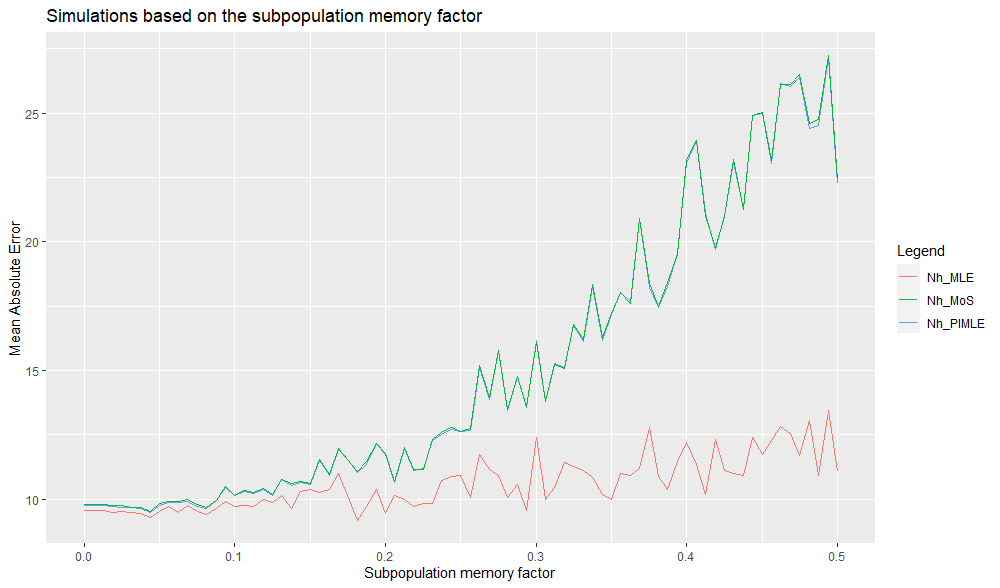 Simulations based on the subpopulation memory factor
25
20
15
10
Mean Absolute Error
0.0 0.1 0.2 0.3 0.4 0.5
Subpopulation memory factor
Legend
Nh_MLE
Nh_MoS
Nh_PIMLE